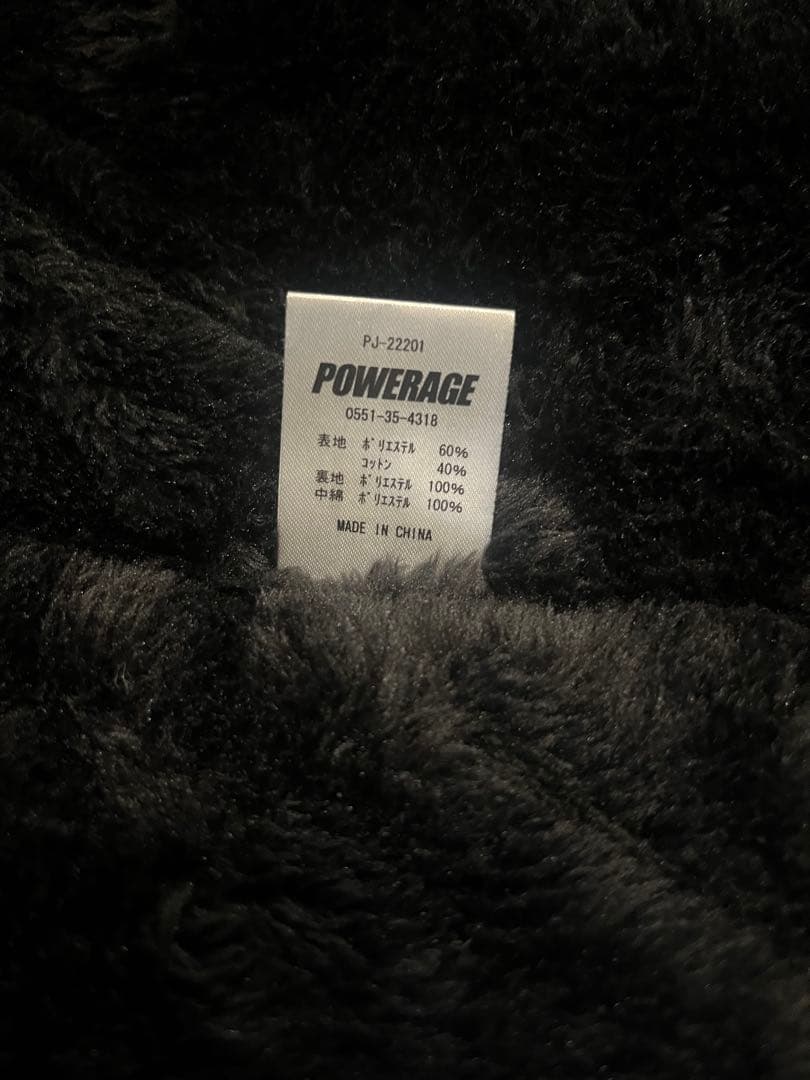 PJ-22201
POWERAGE
0551-35-4318
表地 ポリエステル 60%
コットン 40%
裏地 ポリエステル 100%
中綿 ポリエステル 100%
MADE IN CHINA